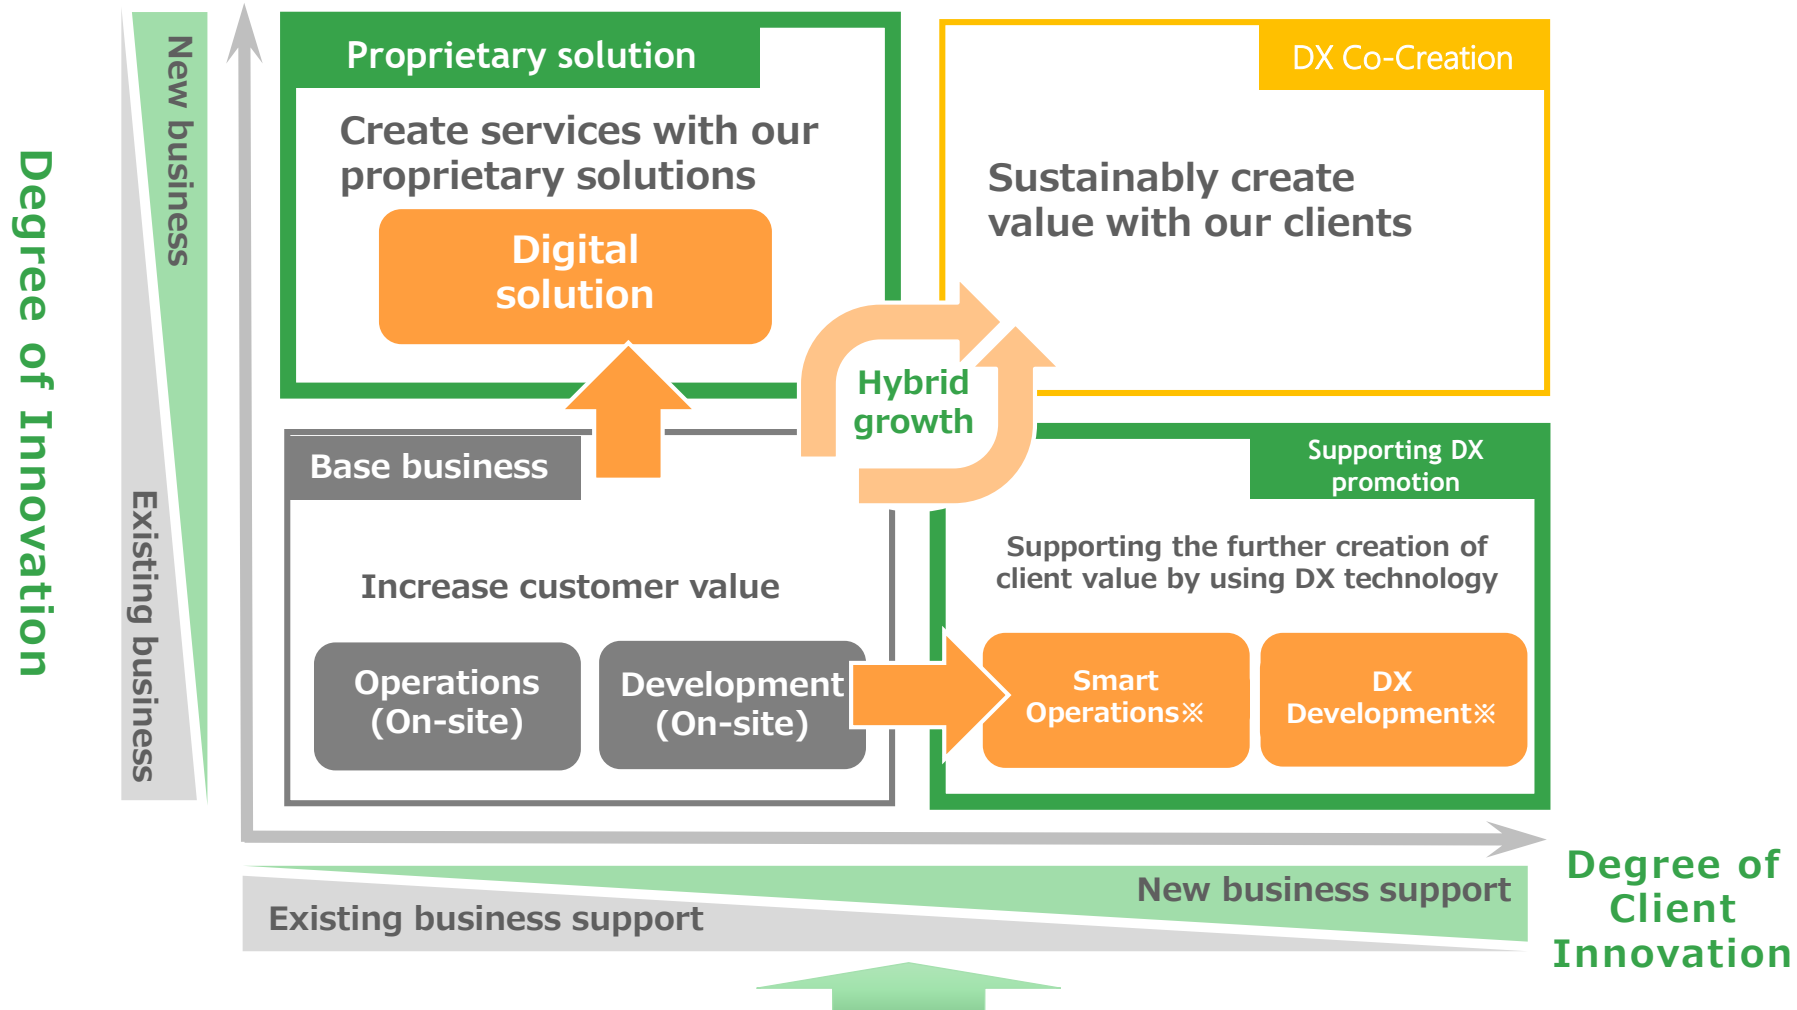 Degree of Innovation
New business
Existing business
Proprietary solution
Create services with our
proprietary solutions
Digital
solution
DX Co-Creation
Sustainably create
value with our clients
Hybrid
growth
Base business
Increase customer value
Operations
(On-site)
Development
(On-site)
Supporting DX
promotion
Supporting the further creation of
client value by using DX technology
Smart
Operations※
DX
Development※
New business support
Existing business support
Degree of
Client
Innovation